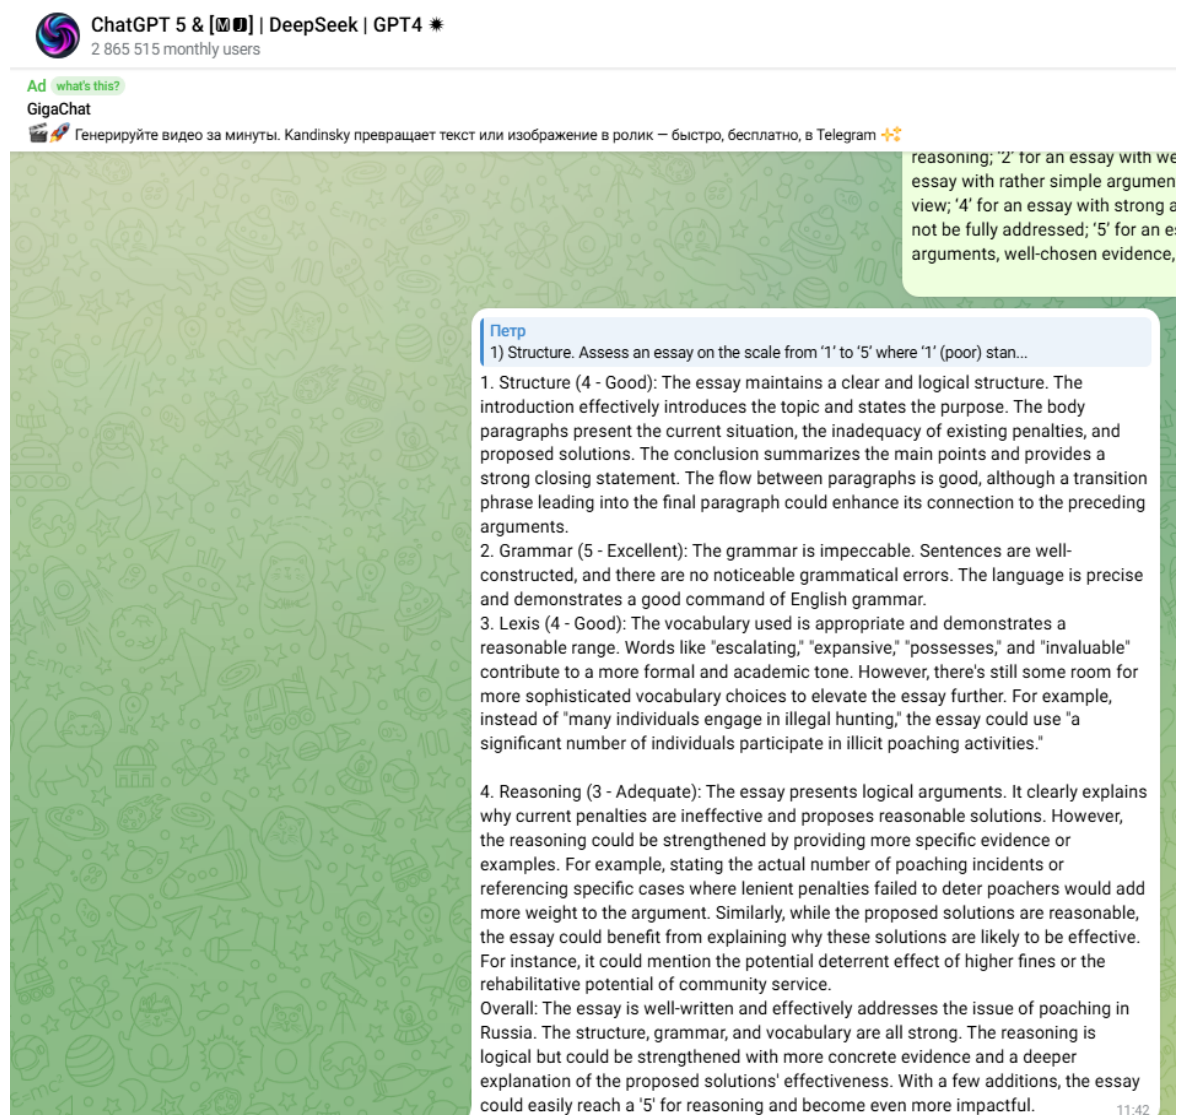 ChatGPT 5 & [🅼🅹] | DeepSeek | GPT4 ✷
2 865 515 monthly users
Ad what's this?
GigaChat
🎬🚀 Генерируйте видео за минуты. Kandinsky превращает текст или изображение в ролик — быстро, бесплатно, в Telegram ✨
reasoning; '2' for an essay with we
essay with rather simple argumen
view; '4' for an essay with strong a
not be fully addressed; '5' for an e
arguments, well-chosen evidence,
Петр
1) Structure. Assess an essay on the scale from '1' to '5' where '1' (poor) stan...
1. Structure (4 - Good): The essay maintains a clear and logical structure. The
introduction effectively introduces the topic and states the purpose. The body
paragraphs present the current situation, the inadequacy of existing penalties, and
proposed solutions. The conclusion summarizes the main points and provides a
strong closing statement. The flow between paragraphs is good, although a transition
phrase leading into the final paragraph could enhance its connection to the preceding
arguments.
2. Grammar (5 - Excellent): The grammar is impeccable. Sentences are well-
constructed, and there are no noticeable grammatical errors. The language is precise
and demonstrates a good command of English grammar.
3. Lexis (4 - Good): The vocabulary used is appropriate and demonstrates a
reasonable range. Words like "escalating," "expansive," "possesses," and "invaluable"
contribute to a more formal and academic tone. However, there's still some room for
more sophisticated vocabulary choices to elevate the essay further. For example,
instead of "many individuals engage in illegal hunting," the essay could use "a
significant number of individuals participate in illicit poaching activities."
4. Reasoning (3 - Adequate): The essay presents logical arguments. It clearly explains
why current penalties are ineffective and proposes reasonable solutions. However,
the reasoning could be strengthened by providing more specific evidence or
examples. For example, stating the actual number of poaching incidents or
referencing specific cases where lenient penalties failed to deter poachers would add
more weight to the argument. Similarly, while the proposed solutions are reasonable,
the essay could benefit from explaining why these solutions are likely to be effective.
For instance, it could mention the potential deterrent effect of higher fines or the
rehabilitative potential of community service.
Overall: The essay is well-written and effectively addresses the issue of poaching in
Russia. The structure, grammar, and vocabulary are all strong. The reasoning is
logical but could be strengthened with more concrete evidence and a deeper
explanation of the proposed solutions' effectiveness. With a few additions, the essay
could easily reach a '5' for reasoning and become even more impactful.
11:42